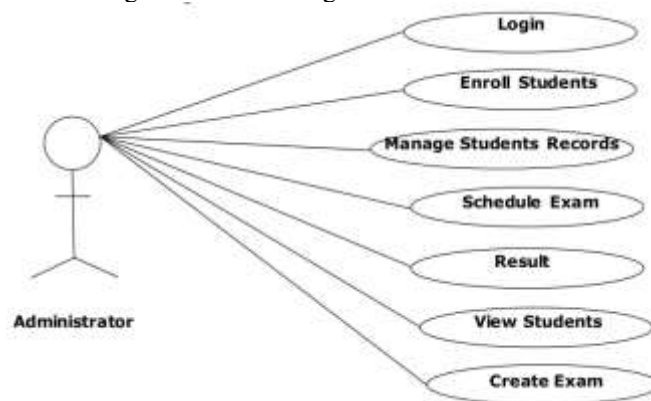 Login
Enroll Students
Manage Students Records
Schedule Exam
Result
Administrator
View Students
Create Exam